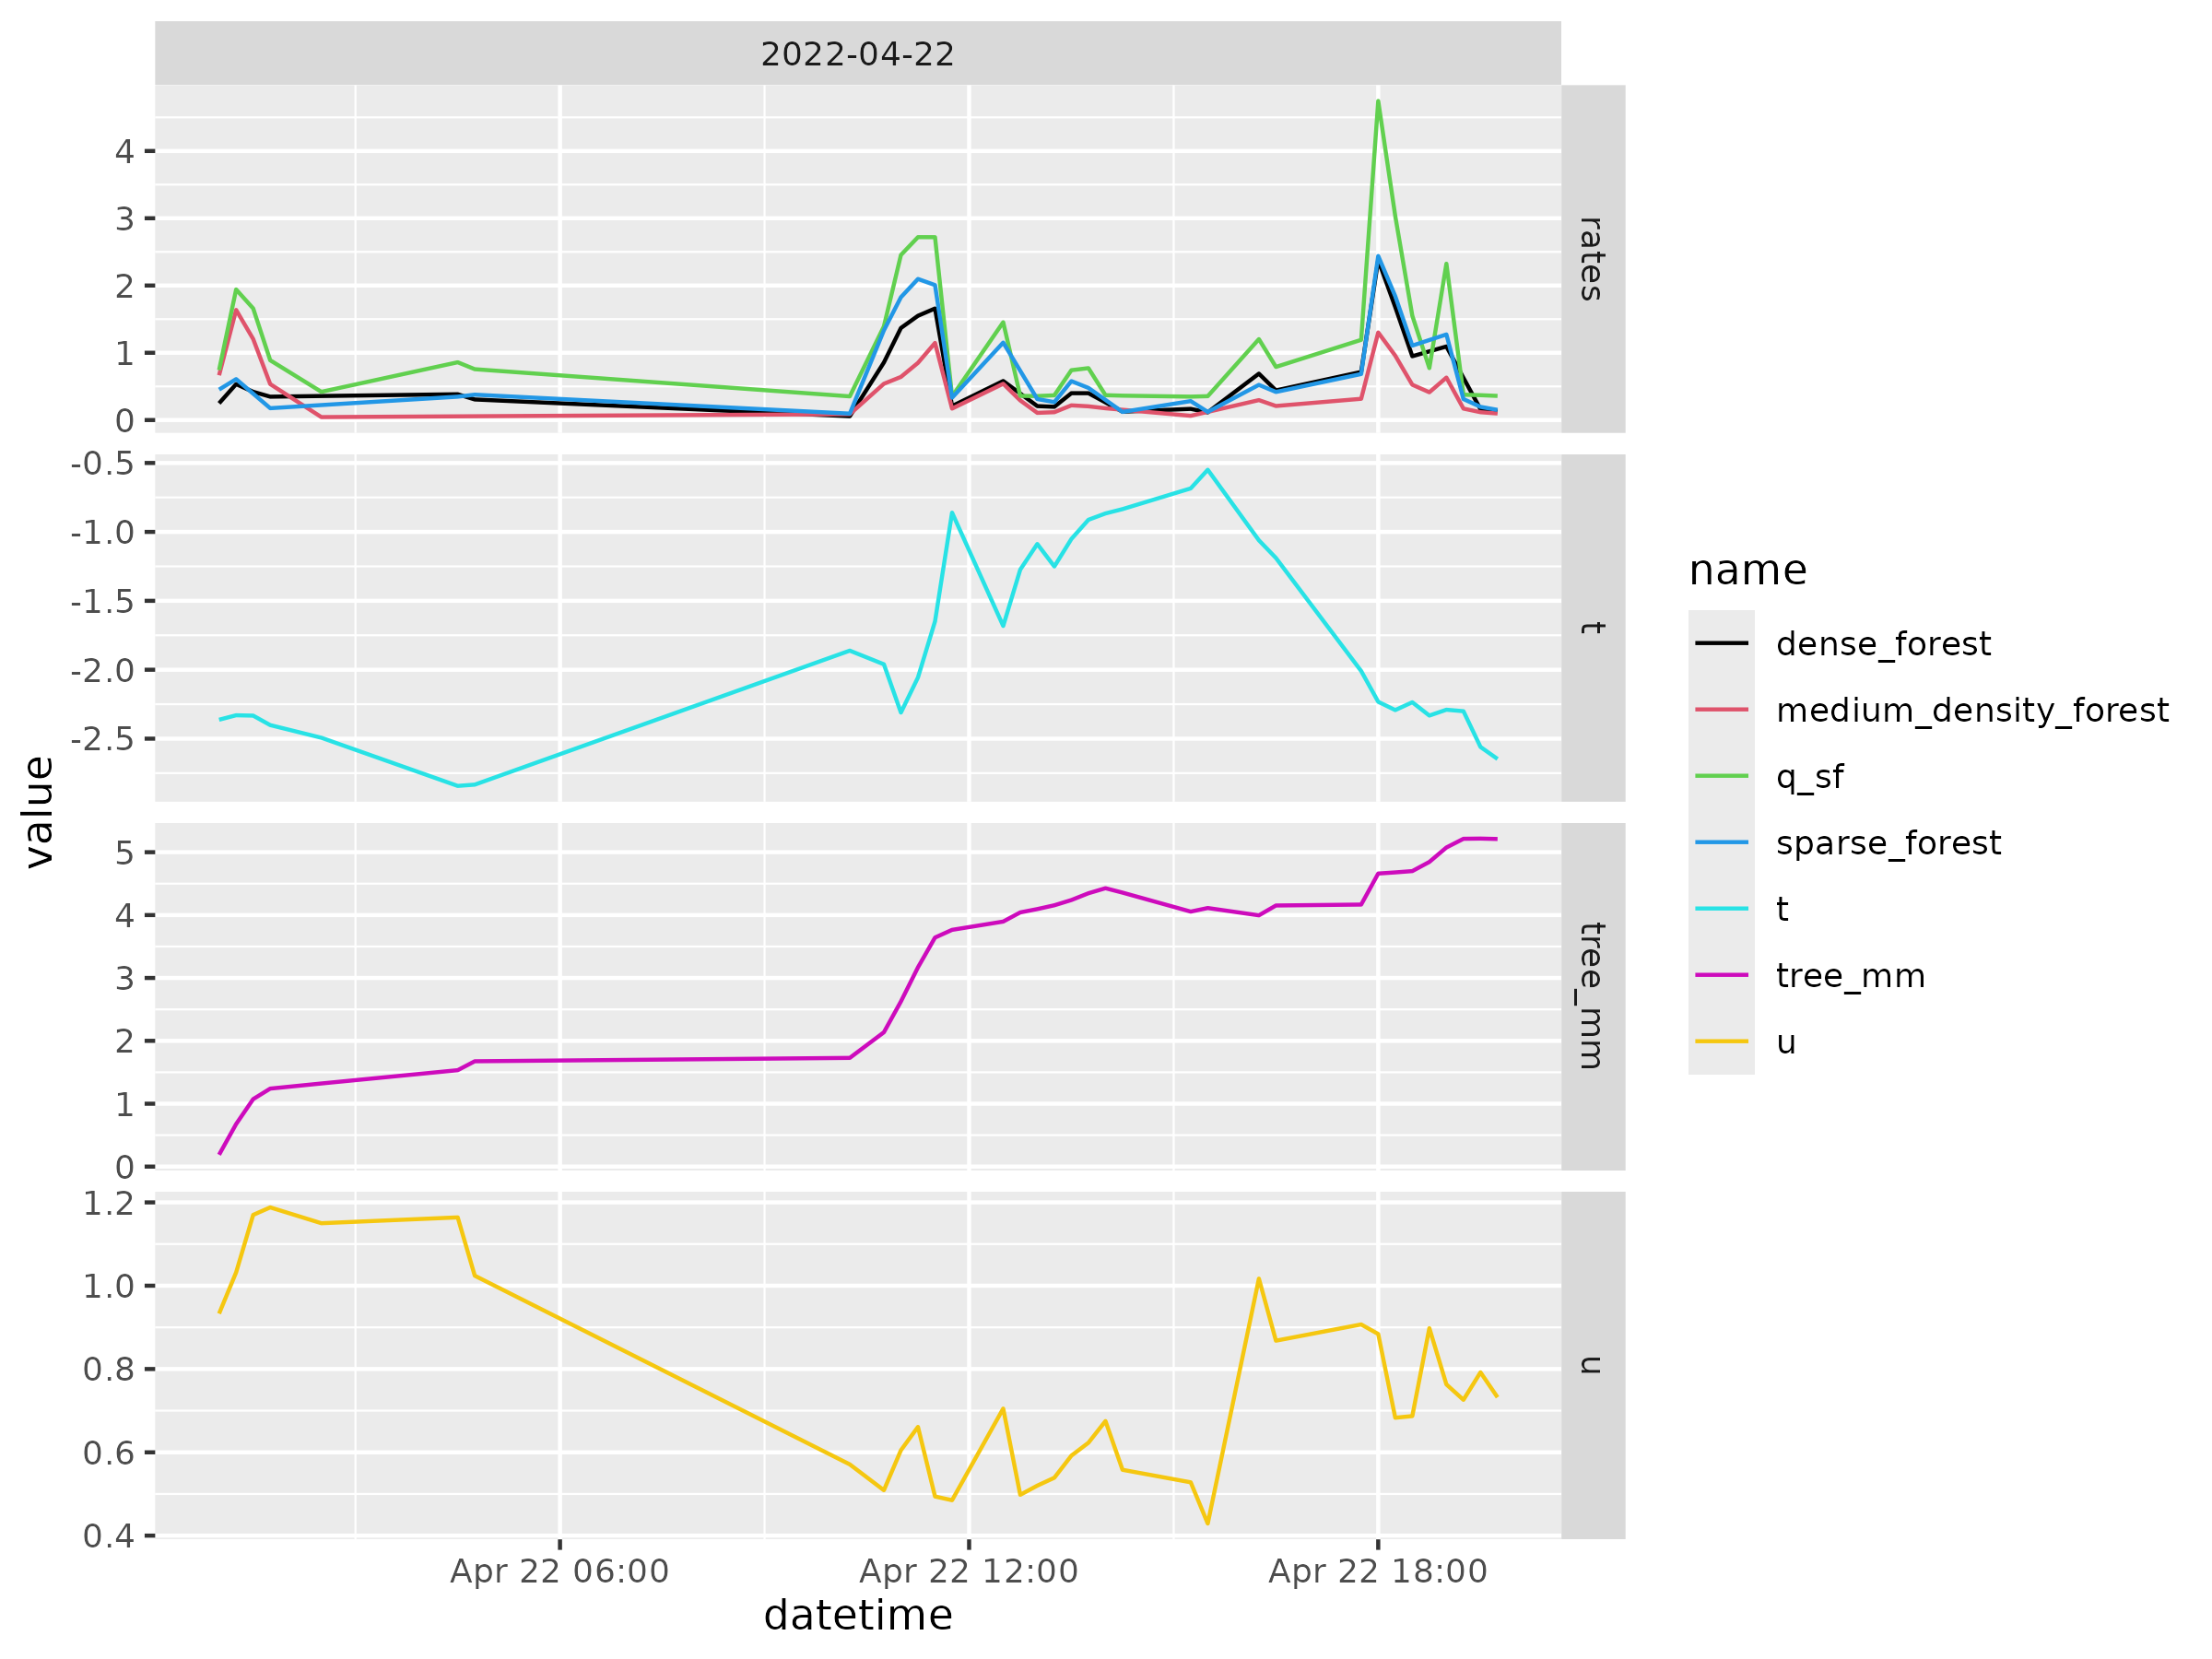 2022-04-22
4
3
2
1
0
rates
-0.5
-1.0
-1.5
-2.0
-2.5
t
5
4
3
2
1
0
tree_mm
1.2
1.0
0.8
0.6
0.4
u
Apr 22 06:00
Apr 22 12:00
Apr 22 18:00
datetime
value
name
dense_forest
medium_density_forest
q_sf
sparse_forest
t
tree_mm
u